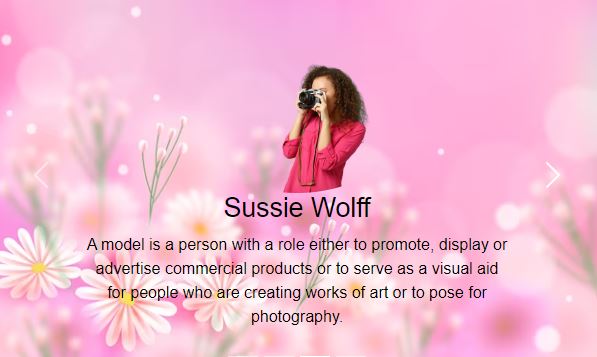 Sussie Wolff
A model is a person with a role either to promote, display or
advertise commercial products or to serve as a visual aid
for people who are creating works of art or to pose for
photography.